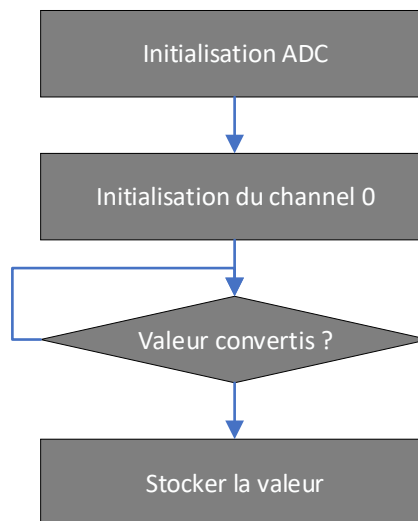 Initialisation ADC
Initialisation du channel 0
Valeur convertis ?
Stocker la valeur